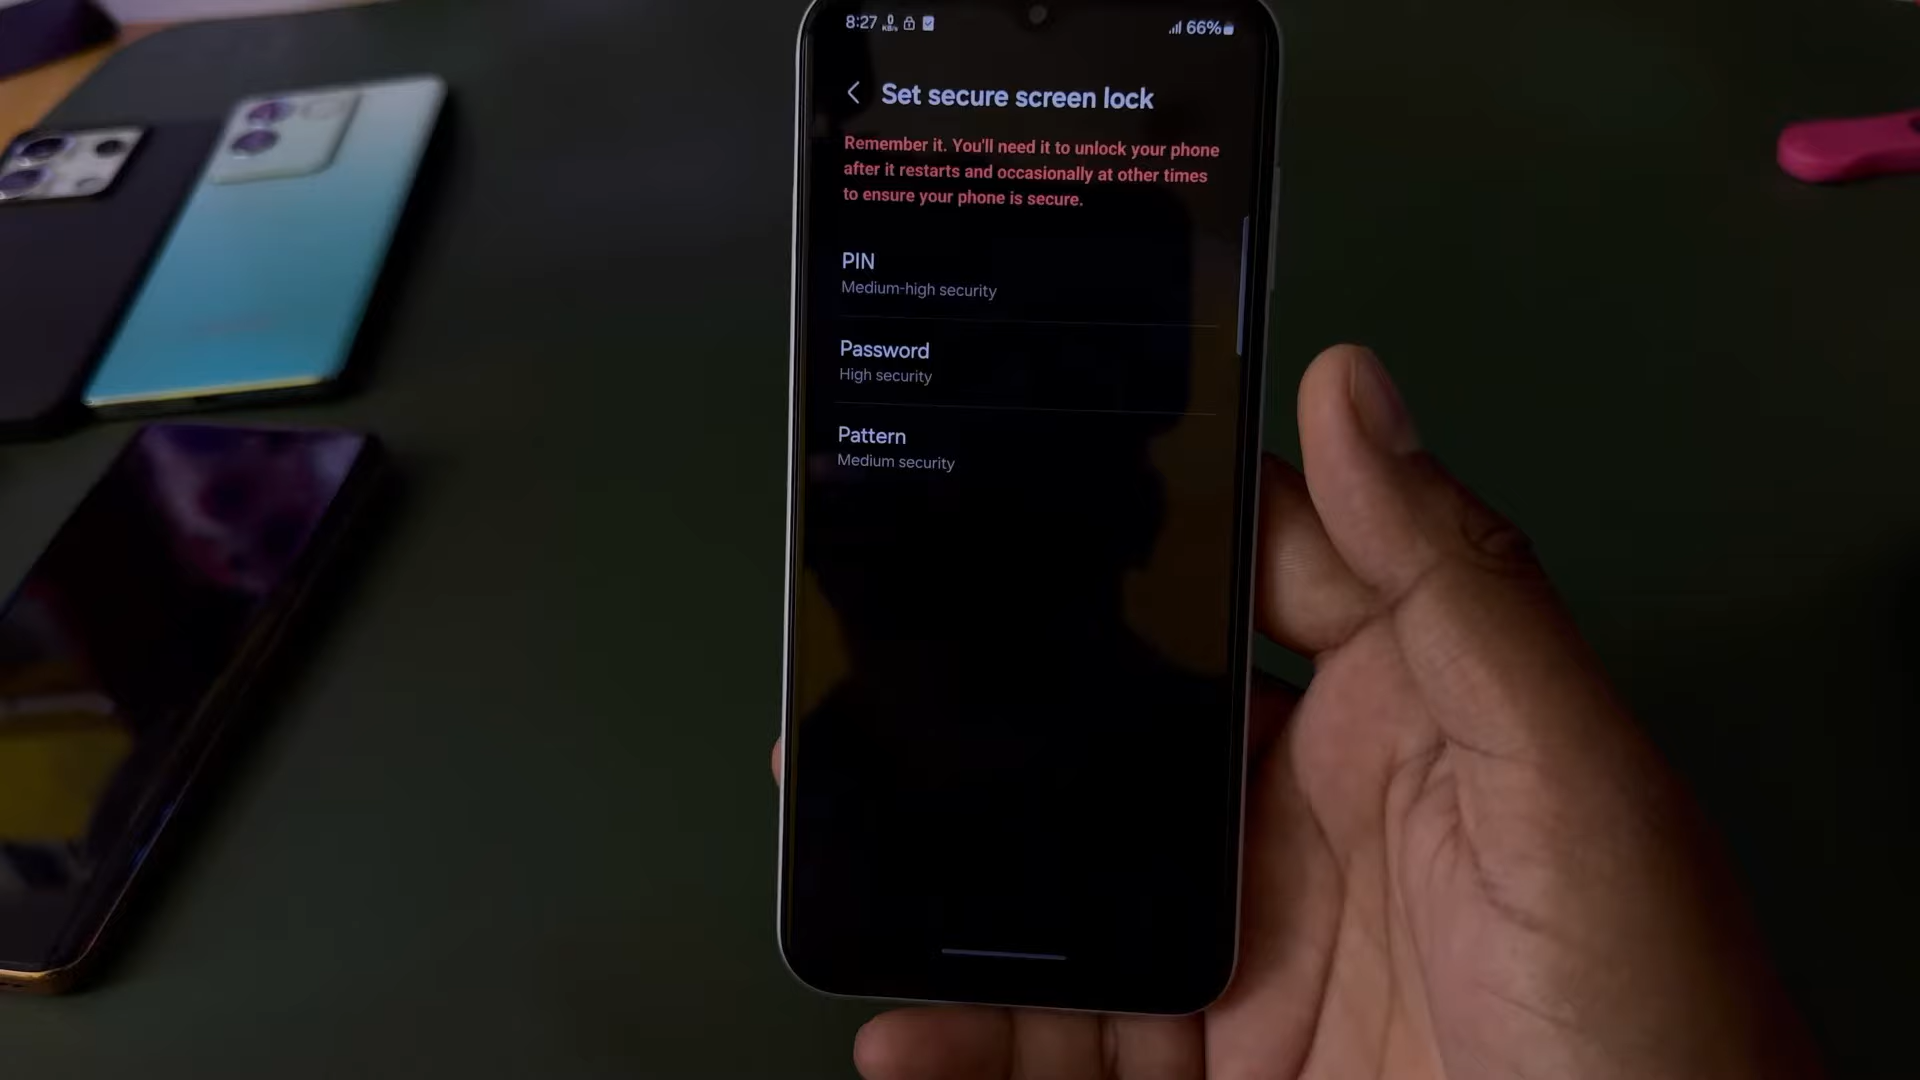 8:27 0 KB/s 66%
Set secure screen lock
Remember it. You'll need it to unlock your phone
after it restarts and occasionally at other times
to ensure your phone is secure.
PIN
Medium-high security
Password
High security
Pattern
Medium security